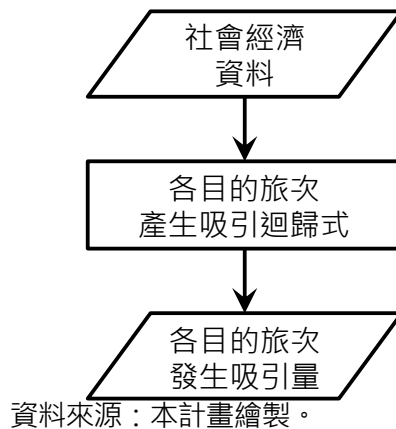 社會經濟
資料
各目的旅次
產生吸引迴歸式
各目的旅次
發生吸引量
資料來源：本計畫繪製。